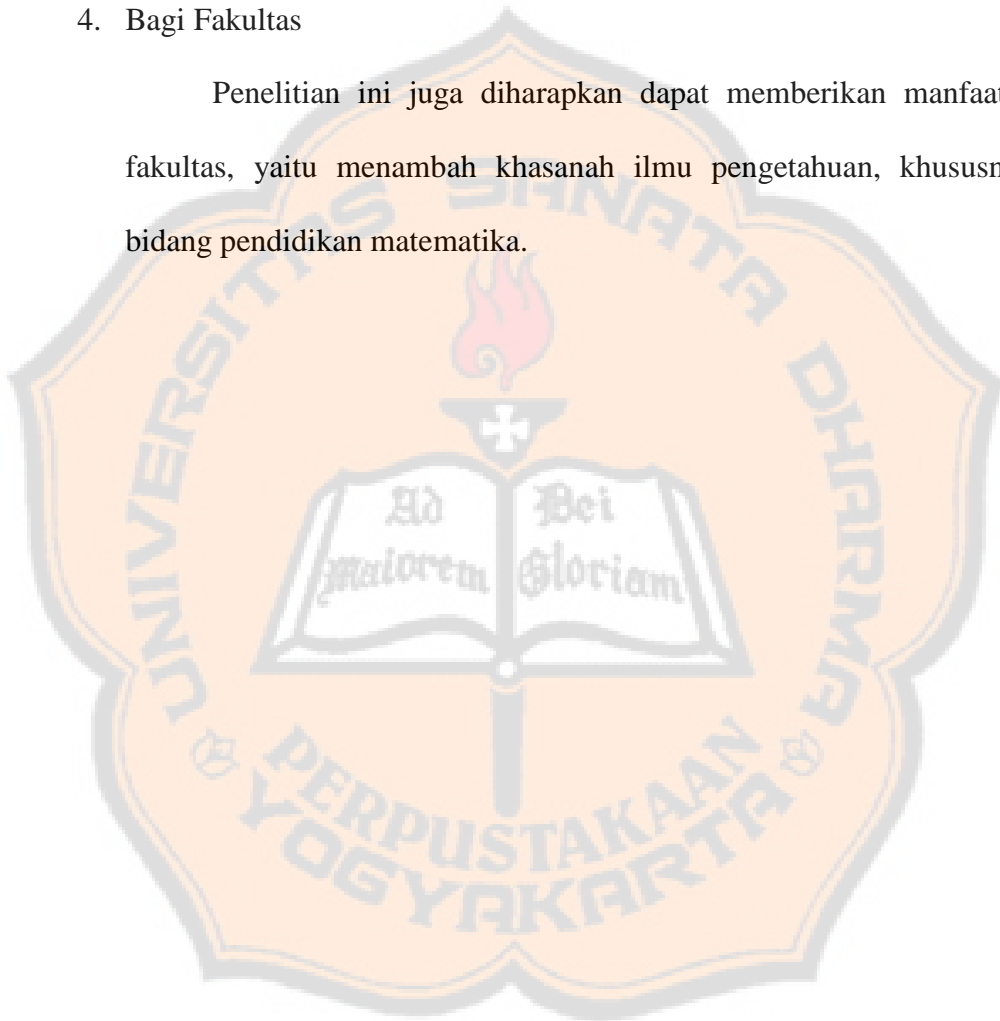 4. Bagi Fakultas
Penelitian ini juga diharapkan dapat memberikan manfaat
fakultas, yaitu menambah khasanah ilmu pengetahuan, khususn
bidang pendidikan matematika.
UNIVERSITAS SANATA DHARMA
Ad Dei
Maiorem Gloriam
PERPUSTAKAAN
YOGYAKARTA